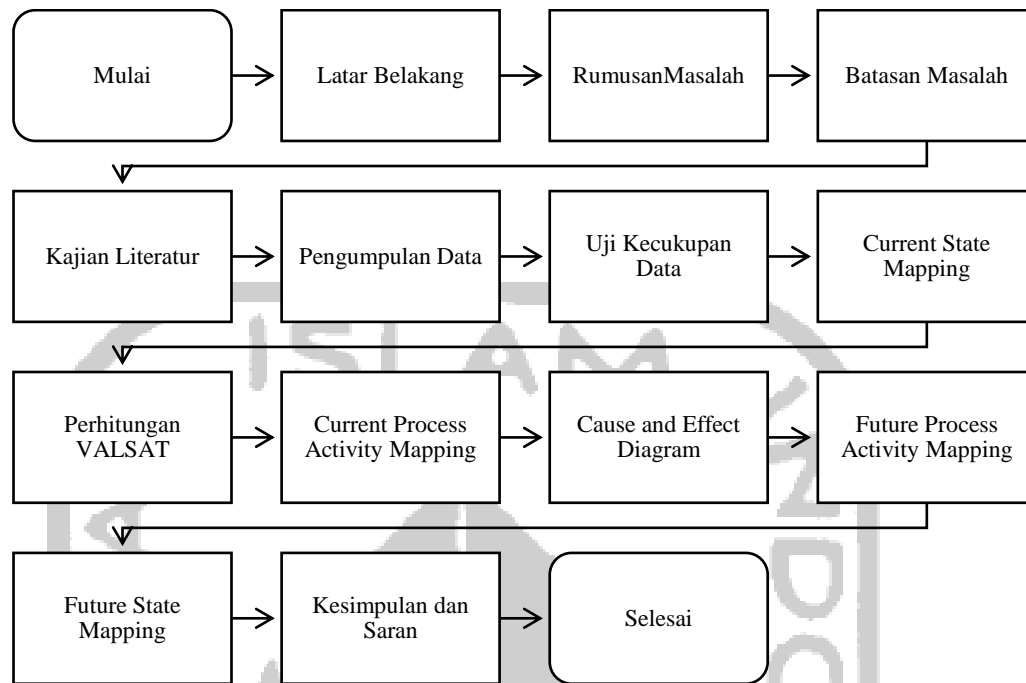 Mulai
Latar Belakang
RumusanMasalah
Batasan Masalah
Kajian Literatur
Pengumpulan Data
Uji Kecukupan
Data
Current State
Mapping
Perhitungan
VALSAT
Current Process
Activity Mapping
Cause and Effect
Diagram
Future Process
Activity Mapping
Future State
Mapping
Kesimpulan dan
Saran
Selesai
ISLAM